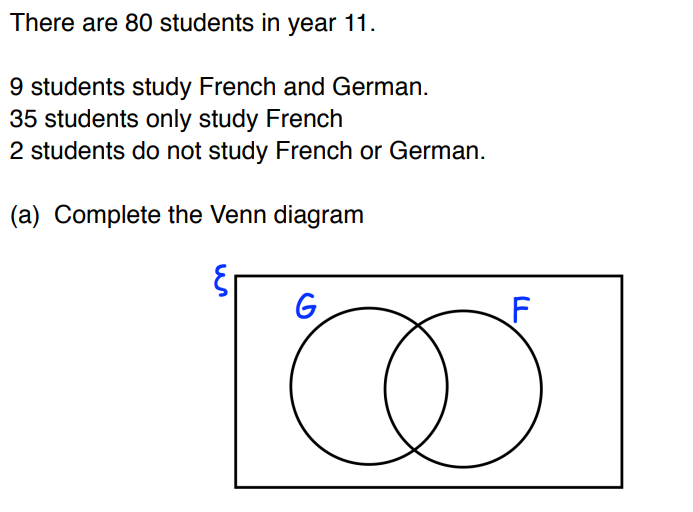 There are 80 students in year 11.
9 students study French and German.
35 students only study French
2 students do not study French or German.
(a) Complete the Venn diagram
ξ
G F